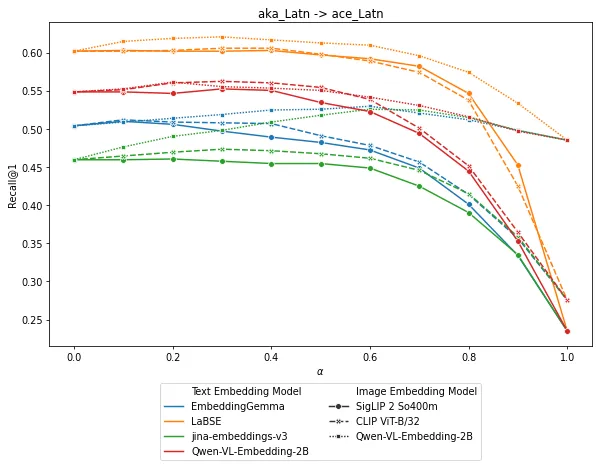 aka_Latn -> ace_Latn
Recall@1
0.60
0.55
0.50
0.45
0.40
0.35
0.30
0.25
0.0
0.2
0.4
0.6
0.8
1.0
α
Text Embedding Model
EmbeddingGemma
LaBSE
jina-embeddings-v3
Qwen-VL-Embedding-2B
Image Embedding Model
SigLIP 2 So400m
CLIP ViT-B/32
Qwen-VL-Embedding-2B